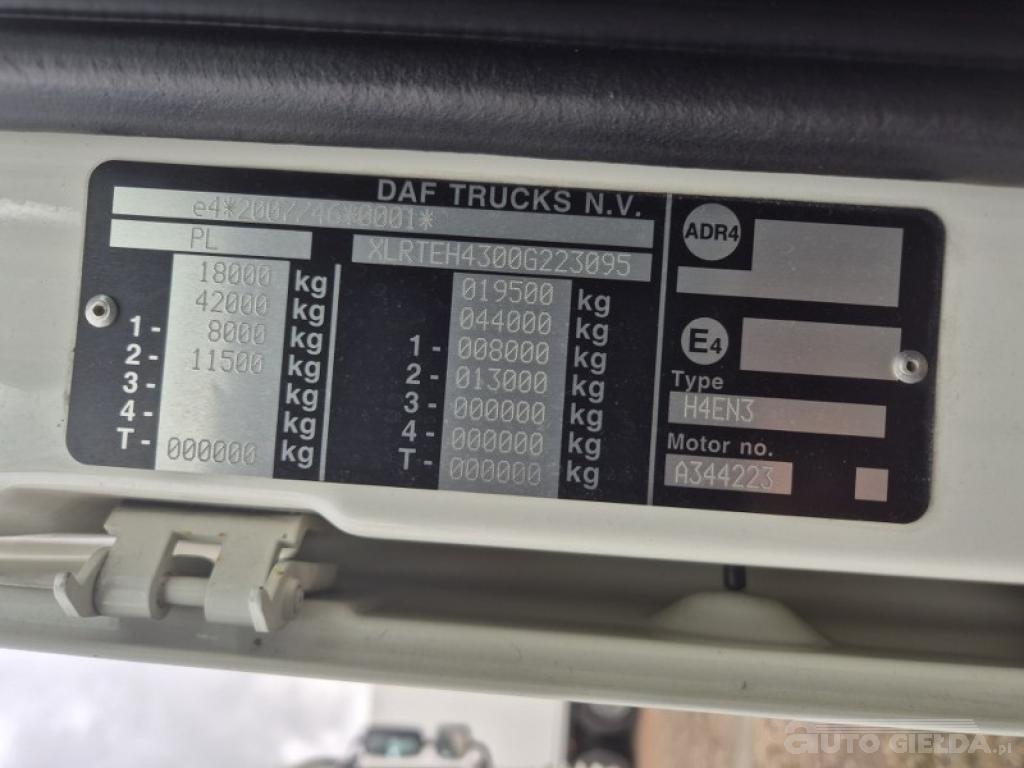 DAF TRUCKS N.V.
e4*2007/46*0001*
PL XLRTEH4300G223095
18000 kg
42000 kg
1- 8000 kg
2- 11500 kg
3- kg
4- kg
T- 000000 kg
019500 kg
044000 kg
1- 008000 kg
2- 013000 kg
3- 000000 kg
4- 000000 kg
T- 000000 kg
ADR4
E4
Type
H4EN3
Motor no.
A344223
AUTO GIEŁDA.pl